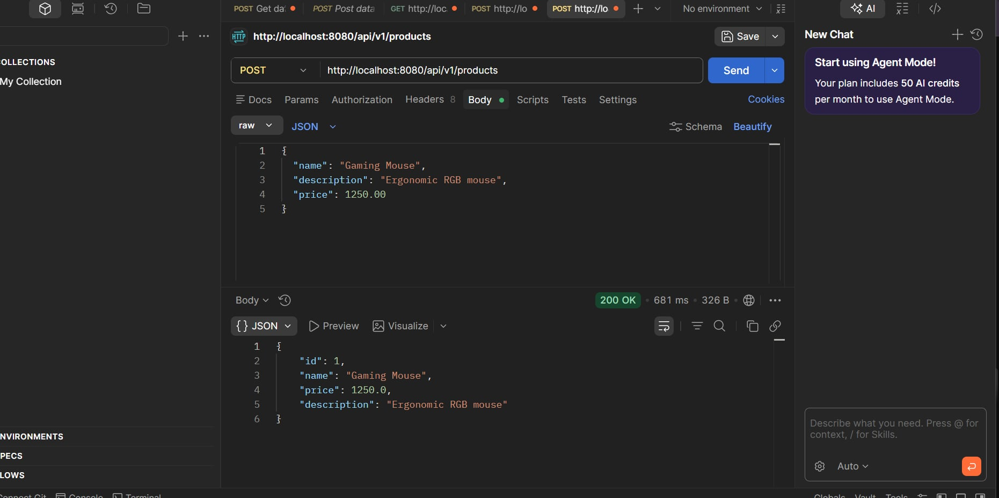 POST Get da
POST Post data
GET http://loc
POST http://lo
POST http://lo
No environment
AI
http://localhost:8080/api/v1/products
Save
New Chat
Start using Agent Mode!
Your plan includes 50 AI credits
per month to use Agent Mode.
OLLECTIONS
My Collection
POST http://localhost:8080/api/v1/products
Send
Docs Params Authorization Headers 8 Body Scripts Tests Settings Cookies
raw JSON Schema Beautify
1 {
2 "name": "Gaming Mouse",
3 "description": "Ergonomic RGB mouse",
4 "price": 1250.00
5 }
Body 200 OK • 681 ms • 326 B •
{} JSON Preview Visualize
1 {
2 "id": 1,
3 "name": "Gaming Mouse",
4 "price": 1250.0,
5 "description": "Ergonomic RGB mouse"
6 }
Describe what you need. Press @ for
context, / for Skills.
Auto
NVIRONMENTS
PECS
LOWS
onnect Git Console Terminal
Globals Vault Tools